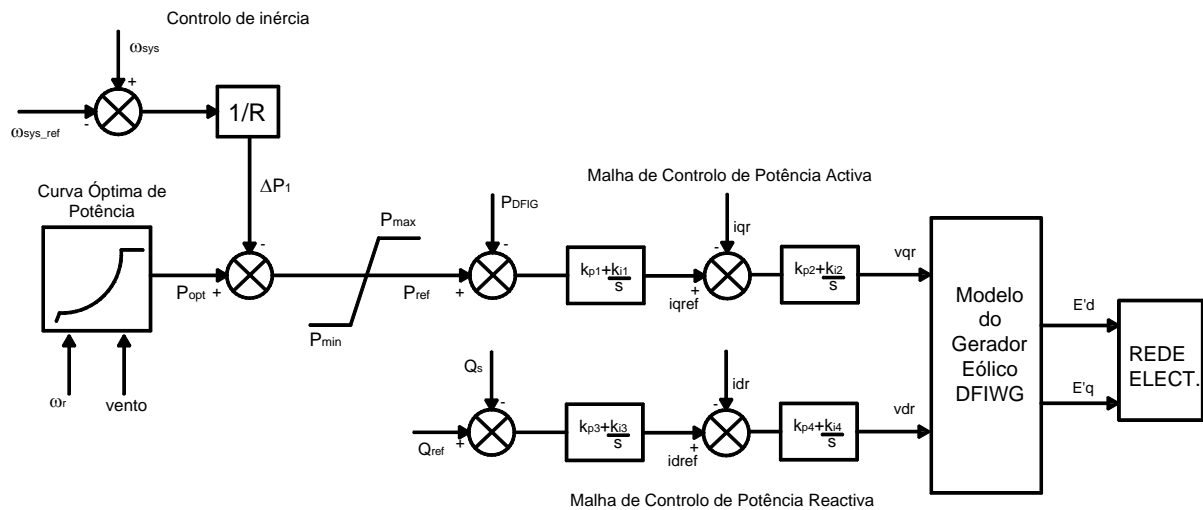 Controlo de inércia
ωsys
+
-
ωsys_ref
1/R
ΔP1
Curva Óptima de
Potência
-
Popt
+
ωr
vento
Pmax
Pmin
Pref
PDFIG
-
+
Malha de Controlo de Potência Activa
kp1+ki1
s
iqr
-
+
iqref
kp2+ki2
s
vqr
Qs
-
+
Qref
kp3+ki3
s
idr
-
+
idref
kp4+ki4
s
vdr
Malha de Controlo de Potência Reactiva
Modelo
do
Gerador
Eólico
DFIWG
E'd
E'q
REDE
ELECT.